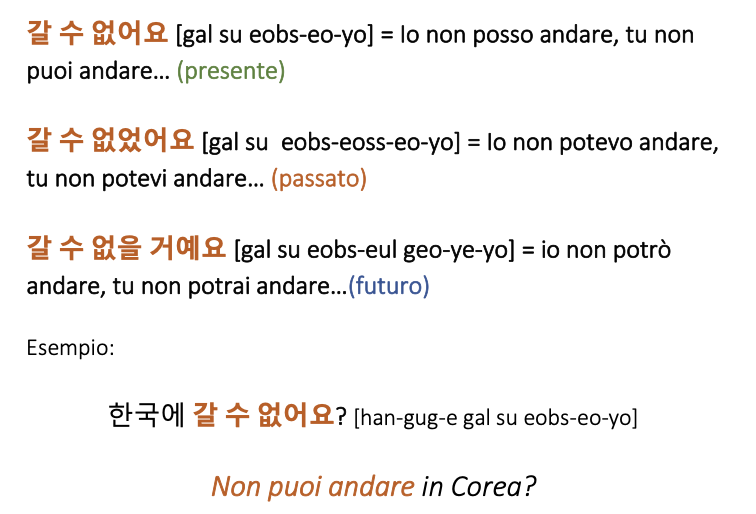 갈 수 없어요 [gal su eobs-eo-yo] = Io non posso andare, tu non
puoi andare… (presente)
갈 수 없었어요 [gal su  eobs-eoss-eo-yo] = Io non potevo andare,
tu non potevi andare… (passato)
갈 수 없을 거예요 [gal su eobs-eul geo-ye-yo] = io non potrò
andare, tu non potrai andare…(futuro)
Esempio:
한국에 갈 수 없어요? [han-gug-e gal su eobs-eo-yo]
Non puoi andare in Corea?